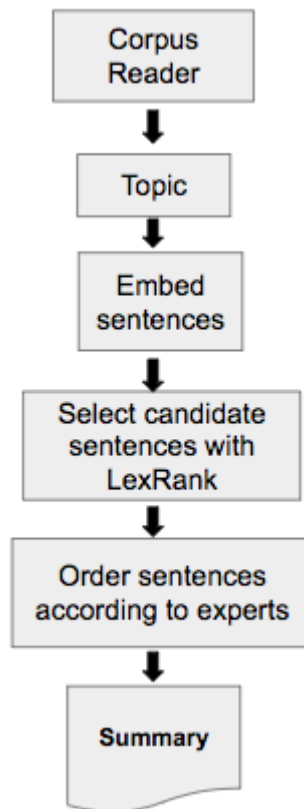 Corpus
Reader
Topic
Embed
sentences
Select candidate
sentences with
LexRank
Order sentences
according to experts
Summary